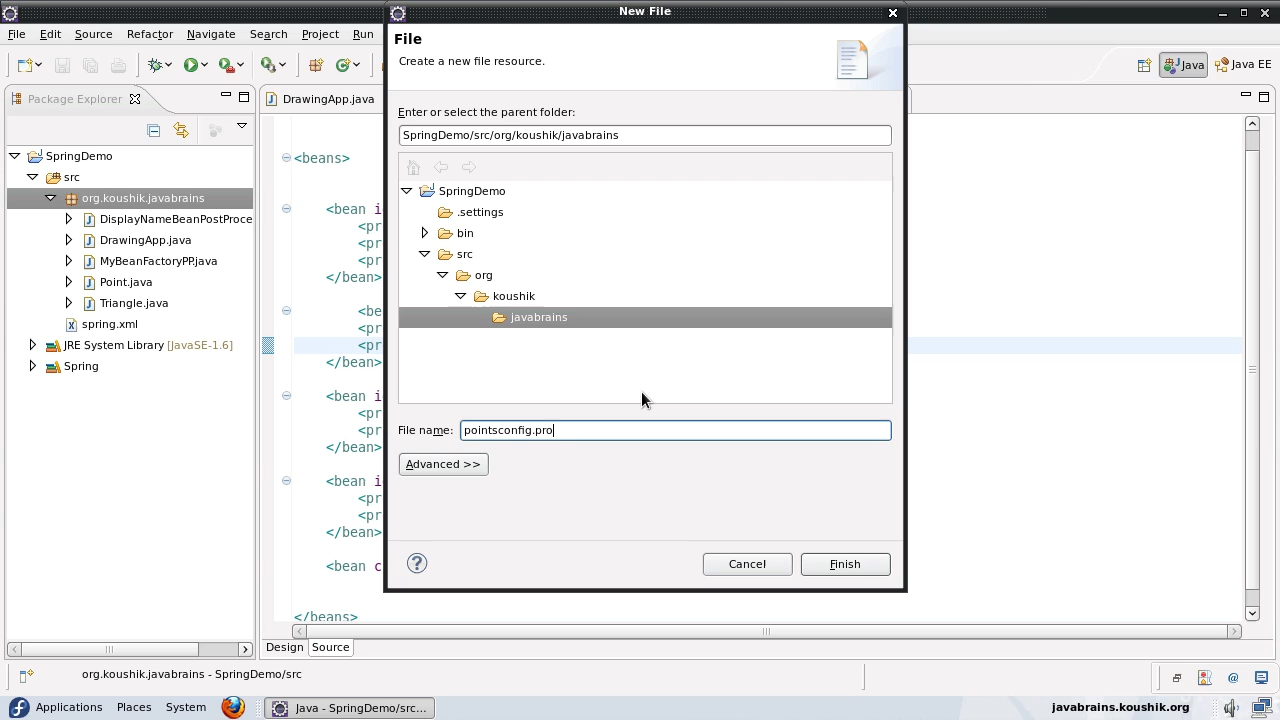 New File
File Edit Source Refactor Navigate Search Project Run
File
Create a new file resource.
Java Java EE
Package Explorer
DrawingApp.java
Enter or select the parent folder:
SpringDemo/src/org/koushik/javabrains
SpringDemo
src
org.koushik.javabrains
DisplayNameBeanPostProce
DrawingApp.java
MyBeanFactoryPP.java
Point.java
Triangle.java
spring.xml
JRE System Library [JavaSE-1.6]
Spring
<beans>
<bean i
<pr
<pr
<pr
</bean>
<be
<pr
<pr
</bean>
<bean i
<pr
<pr
</bean>
<bean i
<pr
<pr
</bean>
<bean c
</beans>
SpringDemo
.settings
bin
src
org
koushik
javabrains
File name: pointsconfig.pro
Advanced >>
Cancel Finish
Design Source
org.koushik.javabrains - SpringDemo/src
Applications Places System Java - SpringDemo/src... javabrains.koushik.org